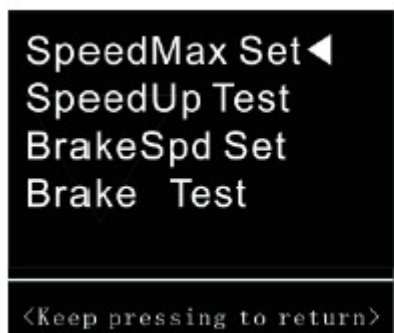 SpeedMax Set◀
SpeedUp Test
BrakeSpd Set
Brake Test
<Keep pressing to return>